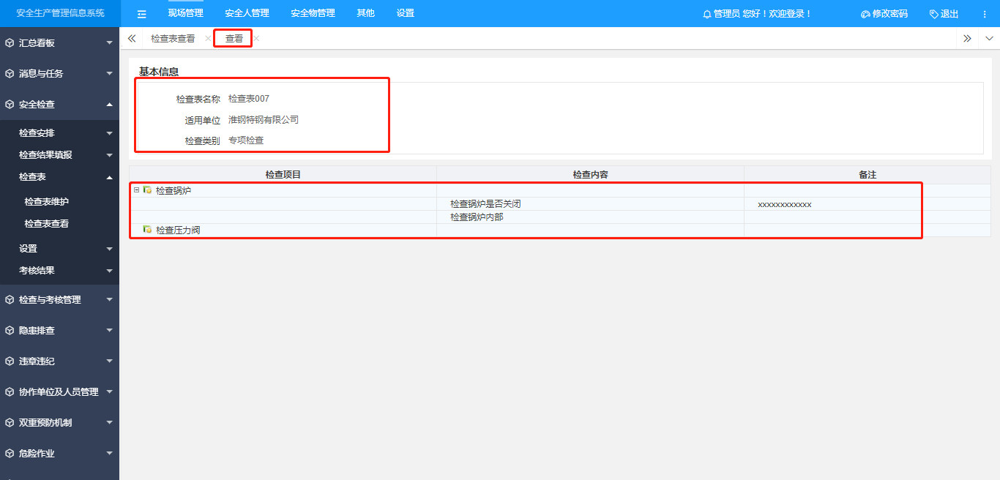 安全生产管理信息系统
现场管理 安全人管理 安全物管理 其他 设置
管理员 您好！欢迎登录！ 修改密码 退出
检查表查看 查看
汇总看板
消息与任务
安全检查
检查安排
检查结果填报
检查表
检查表维护
检查表查看
设置
考核结果
检查与考核管理
隐患排查
违章违纪
协作单位及人员管理
双重预防机制
危险作业
基本信息
检查表名称 检查表007
适用单位 淮钢特钢有限公司
检查类别 专项检查
检查项目 检查内容 备注
检查锅炉
检查锅炉是否关闭 xxxxxxxxxxxx
检查锅炉内部
检查压力阀